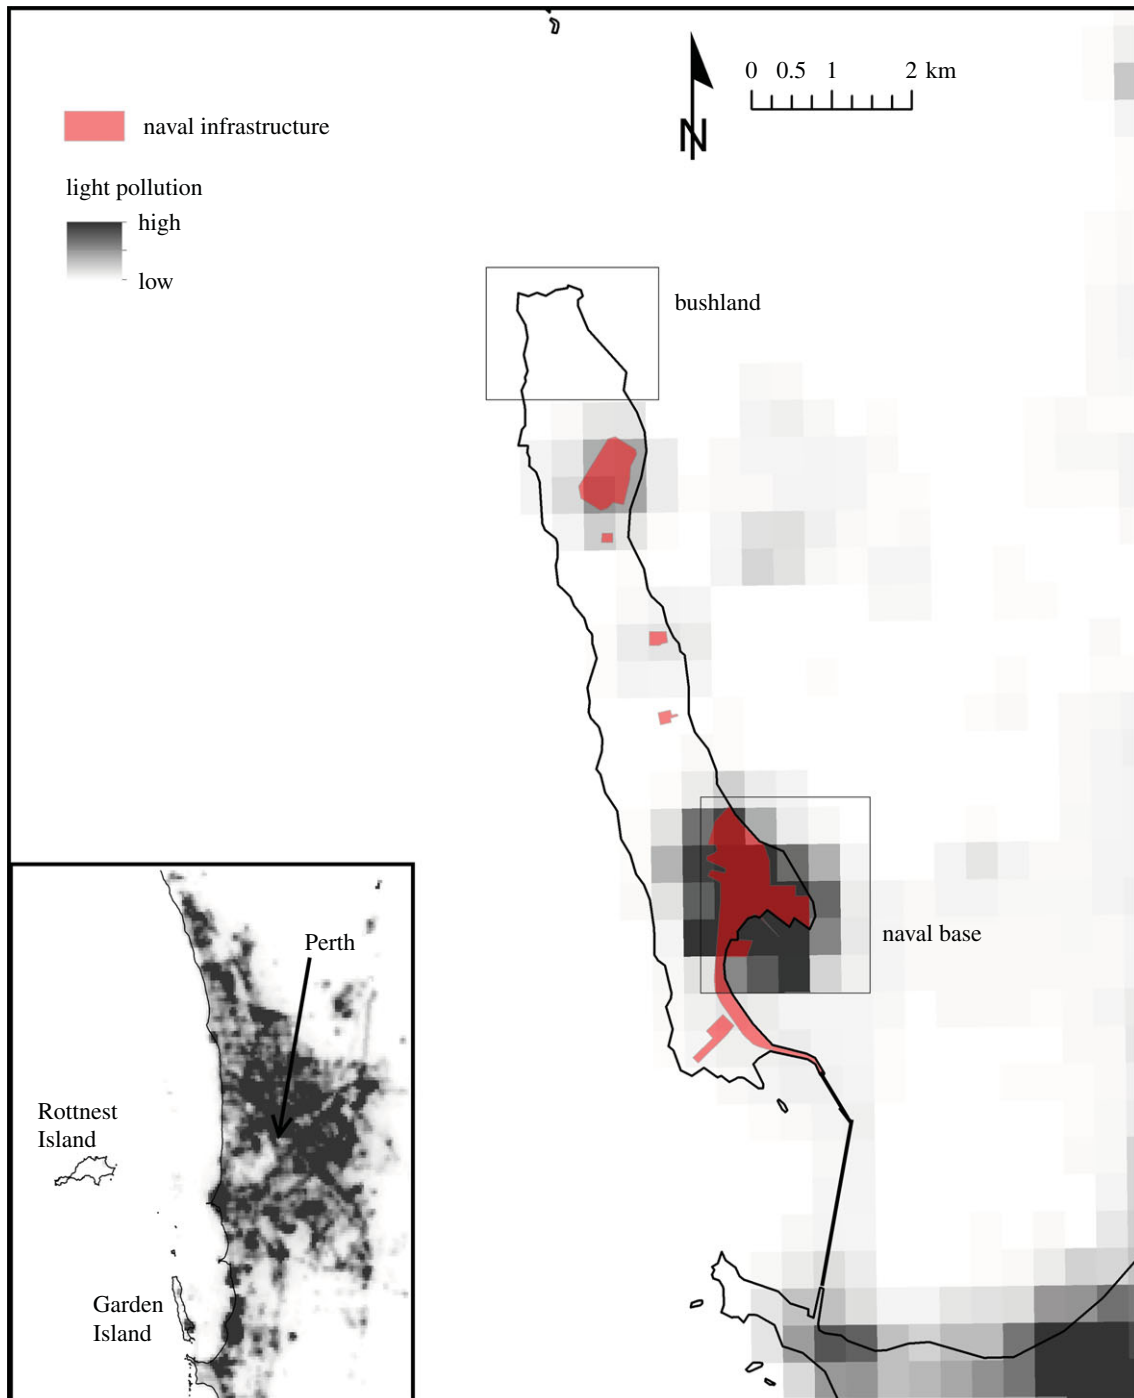 0 0.5 1 2 km
N
naval infrastructure
light pollution
high
low
bushland
naval base
Perth
Rottnest
Island
Garden
Island